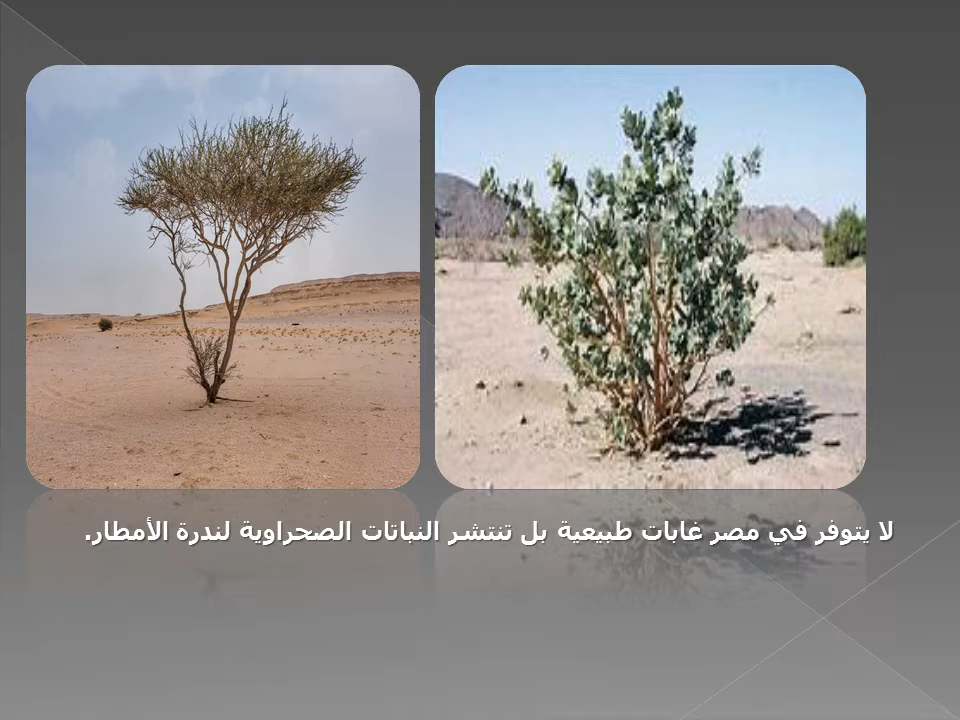 لا يتوفر في مصر غابات طبيعية بل تنتشر النباتات الصحراوية لندرة الأمطار.